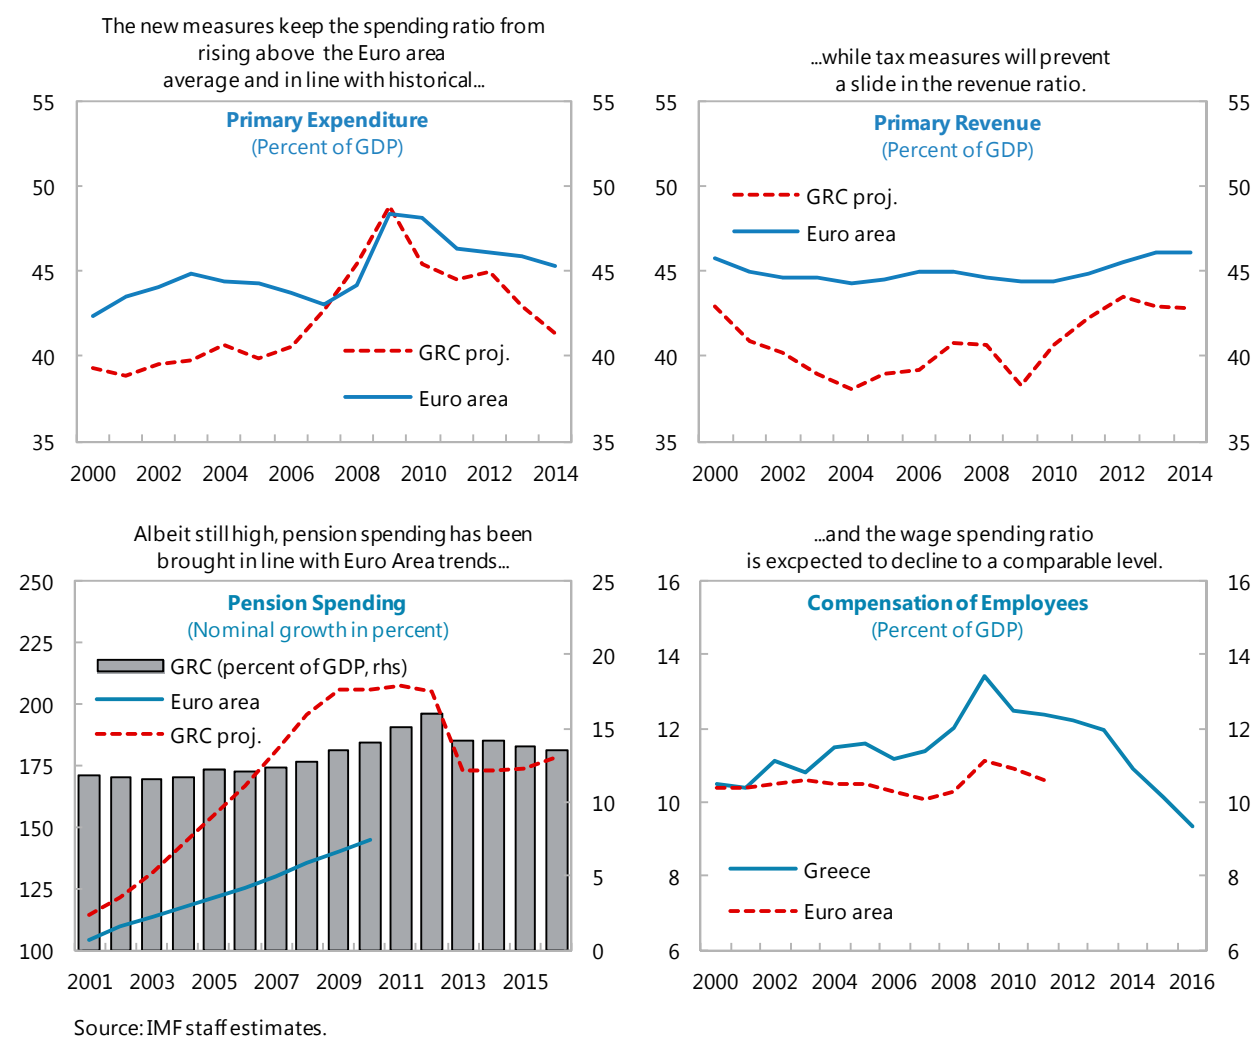 The new measures keep the spending ratio from
rising above the Euro area
average and in line with historical...
Primary Expenditure
(Percent of GDP)
55
50
45
40
35
55
50
45
40
35
GRC proj.
Euro area
2000 2002 2004 2006 2008 2010 2012 2014
...while tax measures will prevent
a slide in the revenue ratio.
Primary Revenue
(Percent of GDP)
55
50
45
40
35
55
50
45
40
35
GRC proj.
Euro area
2000 2002 2004 2006 2008 2010 2012 2014
Albeit still high, pension spending has been
brought in line with Euro Area trends...
Pension Spending
(Nominal growth in percent)
250
225
200
175
150
125
100
25
20
15
10
5
0
GRC (percent of GDP, rhs)
Euro area
GRC proj.
2001 2003 2005 2007 2009 2011 2013 2015
...and the wage spending ratio
is excpected to decline to a comparable level.
Compensation of Employees
(Percent of GDP)
16
14
12
10
8
6
16
14
12
10
8
6
Greece
Euro area
2000 2002 2004 2006 2008 2010 2012 2014 2016
Source: IMF staff estimates.